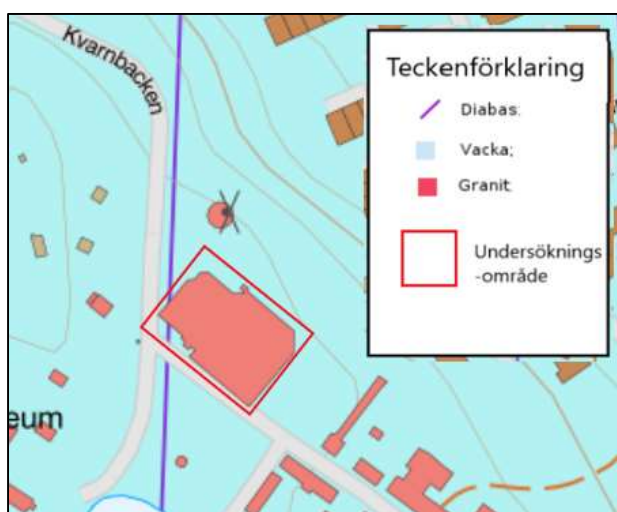 Kvarnbacken
Teckenförklaring
Diabas:
Vacka;
Granit
Undersöknings
-område
eum